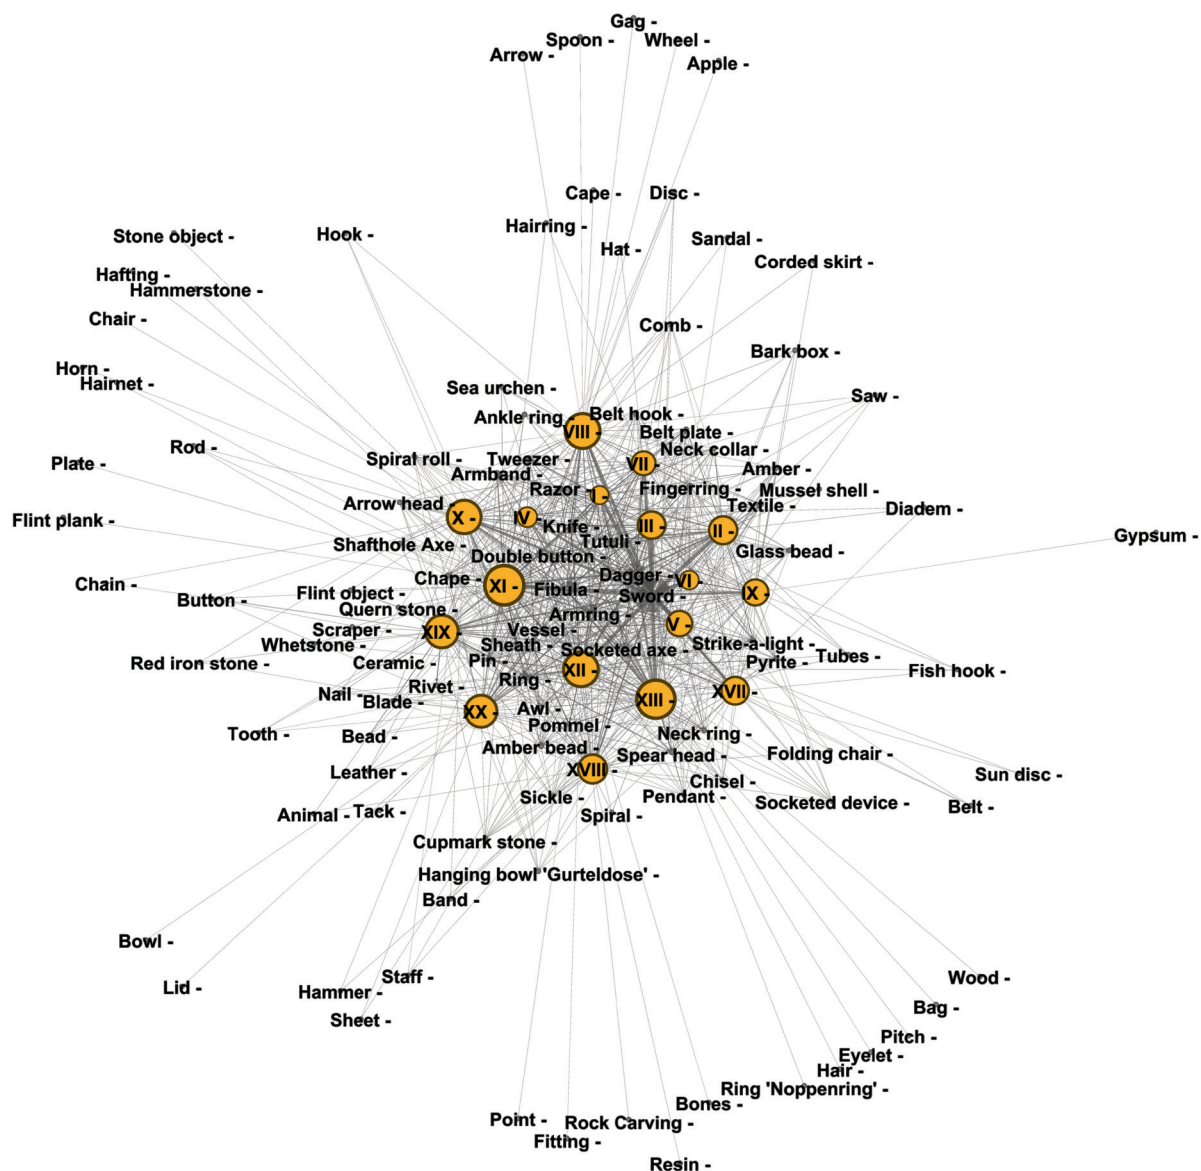 Gag -
Spoon -
Wheel -
Arrow -
Apple -
Cape -
Disc -
Hairring -
Stone object -
Hook -
Hat -
Sandal -
Corded skirt -
Hafting -
Hammerstone -
Chair -
Comb -
Bark box -
Horn -
Hairnet -
Sea urchen -
Saw -
Ankle ring -
Belt hook -
VIII -
Belt plate -
Rod -
Neck collar -
Plate -
Spiral roll -
Tweezer -
VII -
Amber -
Armband -
Razor -
I -
Fingerring -
Mussel shell -
Arrow head -
Textile -
Diadem -
Flint plank -
X -
IV -
Knife -
III -
II -
Gypsum -
Shafthole Axe -
Tutuli -
Double button -
Glass bead -
Chain -
Chape -
XI -
Fibula -
Dagger -
VI -
Button -
Flint object -
Sword -
IX -
Quern stone -
Armring -
Scraper -
XIX -
Vessel -
V -
Whetstone -
Sheath -
Socketed axe -
Strike-a-light -
Red iron stone -
Ceramic -
Pin -
Pyrite -
Tubes -
Fish hook -
Ring -
XII -
Nail -
Blade -
Rivet -
XIII -
XVII -
XX -
Awl -
Pommel -
Tooth -
Bead -
Amber bead -
Neck ring -
Spear head -
Folding chair -
Leather -
XVIII -
Sun disc -
Chisel -
Animal -
Tack -
Sickle -
Pendant -
Socketed device -
Belt -
Spiral -
Cupmark stone -
Hanging bowl 'Gurteldose' -
Band -
Bowl -
Staff -
Wood -
Lid -
Hammer -
Bag -
Sheet -
Pitch -
Eyelet -
Hair -
Ring 'Noppenring' -
Bones -
Point -
Rock Carving -
Fitting -
Resin -